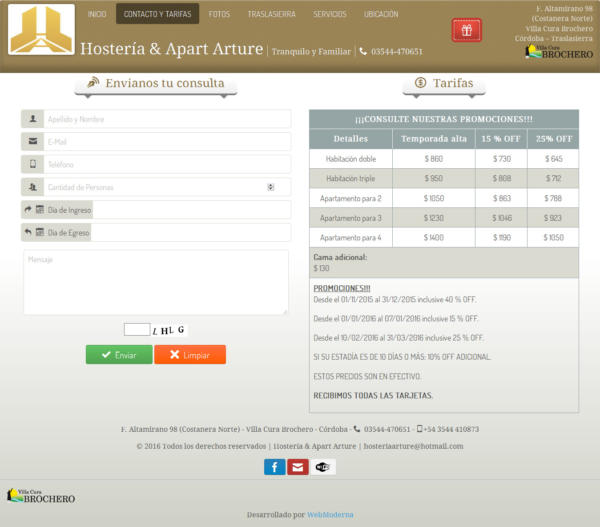 INICIO CONTACTO Y TARIFAS FOTOS TRASLASIERRA SERVICIOS UBICACIÓN
F. Altamirano 98
(Costanera Norte)
Villa Cura Brochero
Córdoba - Traslasierra
Villa Cura
BROCHERO
Hostería & Apart Arture | Tranquilo y Familiar | 03544-470651
Envianos tu consulta
Apellido y Nombre
E-Mail
Teléfono
Cantidad de Personas
Dia de Ingreso
Dia de Egreso
Mensaje
L H L G
Enviar Limpiar
Tarifas
¡¡¡CONSULTE NUESTRAS PROMOCIONES!!!
Detalles Temporada alta 15 % OFF 25% OFF
Habitación doble $ 860 $ 730 $ 645
Habitación triple $ 950 $ 808 $ 712
Apartamento para 2 $ 1050 $ 863 $ 788
Apartamento para 3 $ 1230 $ 1046 $ 923
Apartamento para 4 $ 1400 $ 1190 $ 1050
Cama adicional:
$ 130
PROMOCIONES!!!
Desde el 01/11/2015 al 31/12/2015 inclusive 40 % OFF.
Desde el 01/01/2016 al 07/01/2016 inclusive 15 % OFF.
Desde el 10/02/2016 al 31/03/2016 inclusive 25 % OFF.
SI SU ESTADÍA ES DE 10 DÍAS O MÁS: 10% OFF ADICIONAL.
ESTOS PRECIOS SON EN EFECTIVO.
RECIBIMOS TODAS LAS TARJETAS.
F. Altamirano 98 (Costanera Norte) - Villa Cura Brochero - Córdoba - 03544-470651 - +54 3544 410873
© 2016 Todos los derechos reservados | Hostería & Apart Arture | hosteriaarture@hotmail.com
Villa Cura
BROCHERO
Desarrollado por WebModerna